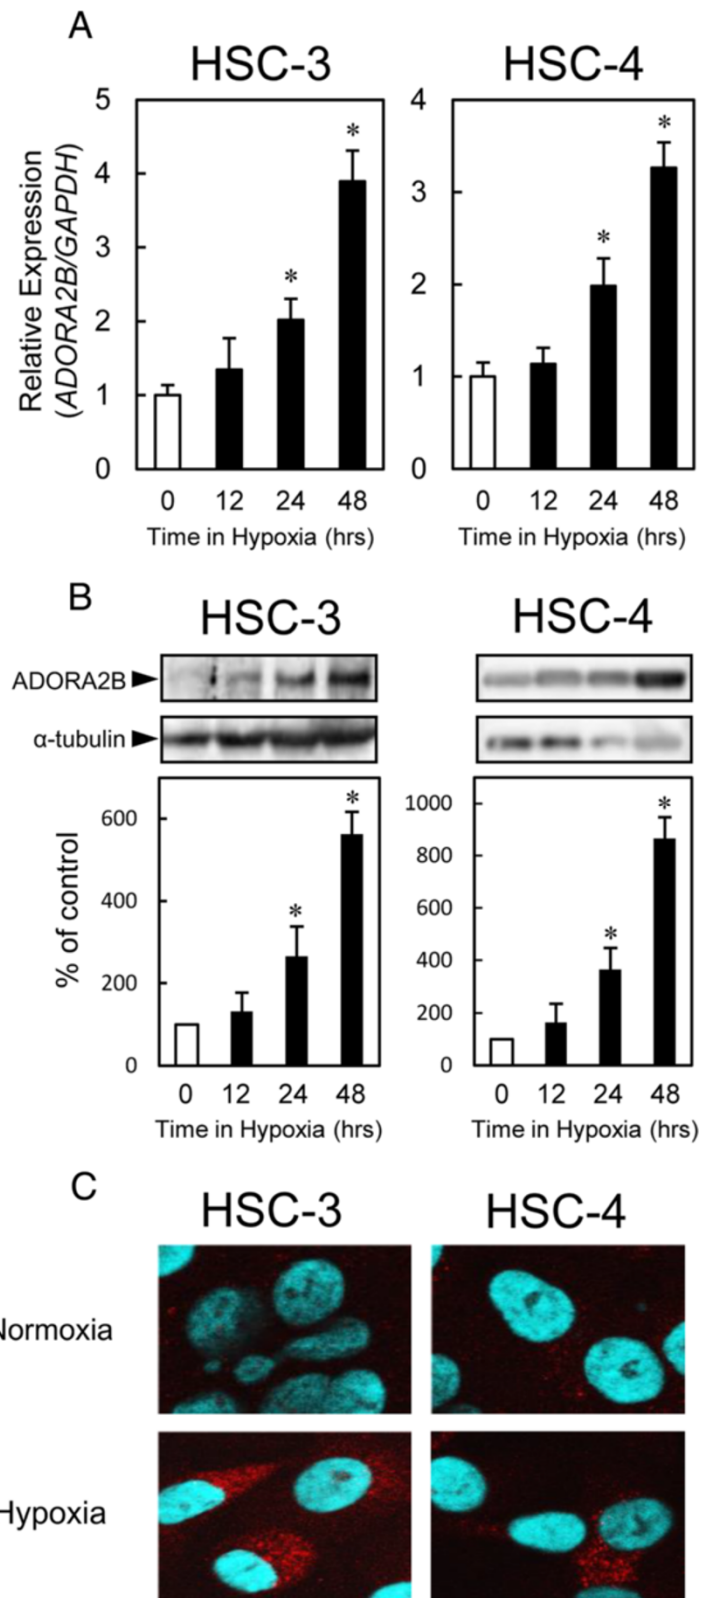 A
HSC-3
HSC-4
Relative Expression
(ADORA2B/GAPDH)
5
4
3
2
1
0
*
*
0 12 24 48
Time in Hypoxia (hrs)
4
3
2
1
0
*
*
0 12 24 48
Time in Hypoxia (hrs)
B
HSC-3
HSC-4
ADORA2B
α-tubulin
% of control
600
400
200
0
*
*
0 12 24 48
Time in Hypoxia (hrs)
1000
800
600
400
200
0
*
*
0 12 24 48
Time in Hypoxia (hrs)
C
HSC-3
HSC-4
Normoxia
Hypoxia